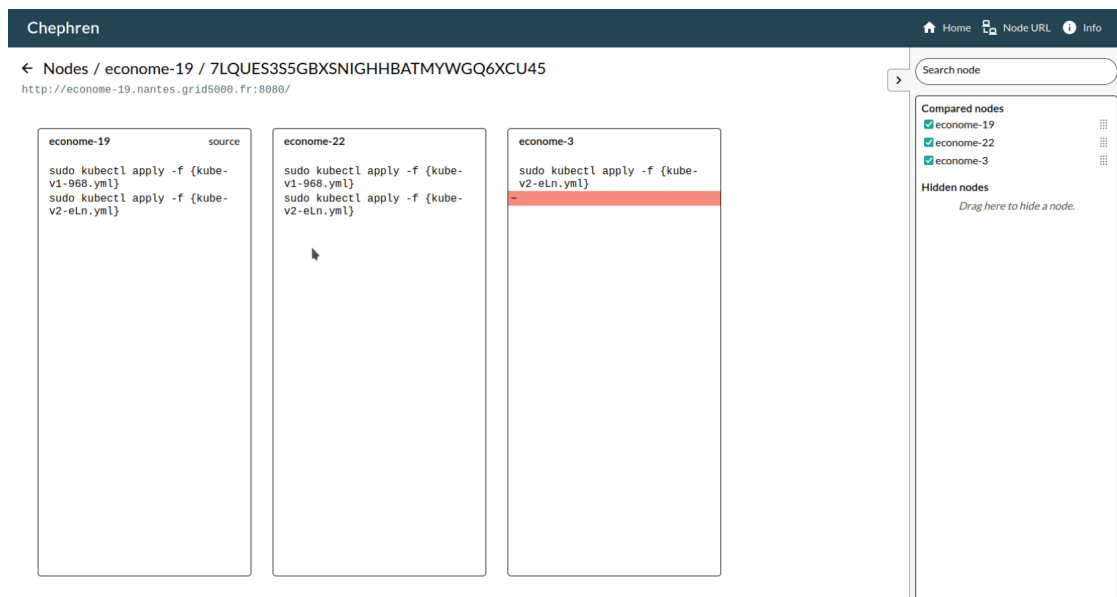 Chephren
Home
Node URL
Info
← Nodes / econome-19 / 7LQUES3S5GBXSNIGHHBATMYWGQ6XCU45
http://econome-19.nantes.grid5000.fr:8080/
econome-19 source
sudo kubectl apply -f {kube-
v1-968.yml}
sudo kubectl apply -f {kube-
v2-eLn.yml}
econome-22
sudo kubectl apply -f {kube-
v1-968.yml}
sudo kubectl apply -f {kube-
v2-eLn.yml}
econome-3
sudo kubectl apply -f {kube-
v2-eLn.yml}
–
Search node
Compared nodes
econome-19
econome-22
econome-3
Hidden nodes
Drag here to hide a node.